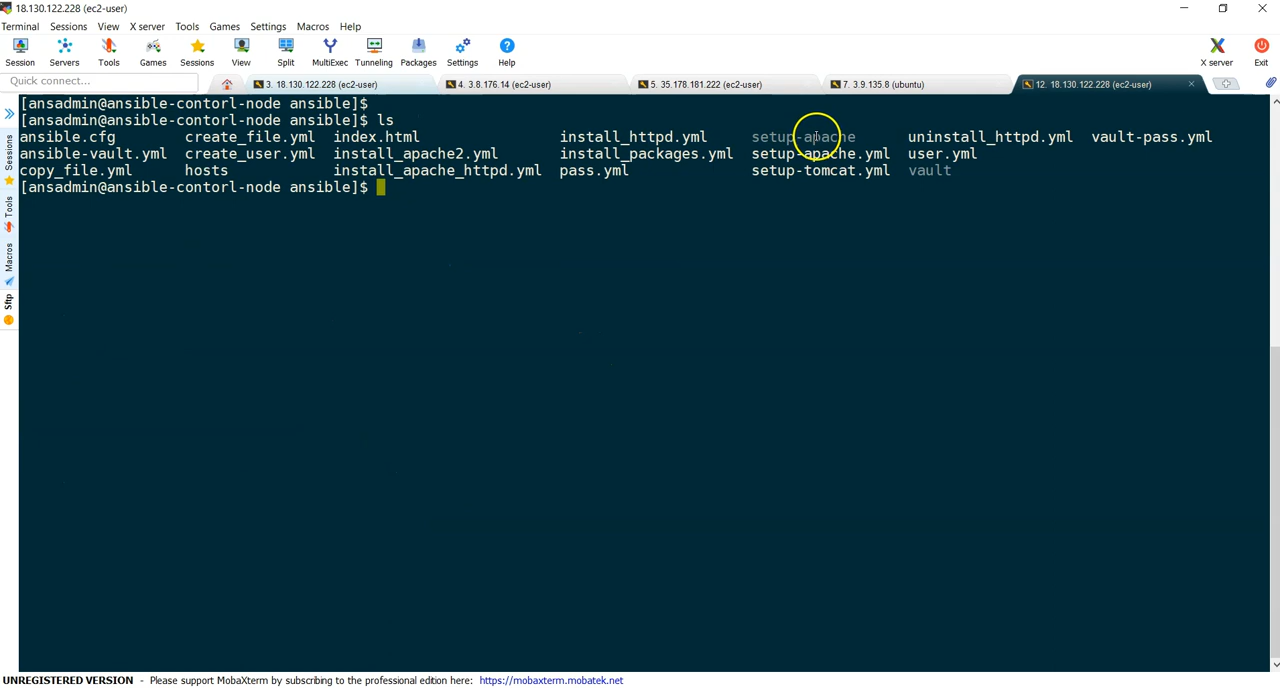 18.130.122.228 (ec2-user)
Terminal Sessions View X server Tools Games Settings Macros Help
Session Servers Tools Games Sessions View Split MultiExec Tunneling Packages Settings Help X server Exit
Quick connect...
3. 18.130.122.228 (ec2-user)
4. 3.8.176.14 (ec2-user)
5. 35.178.181.222 (ec2-user)
7. 3.9.135.8 (ubuntu)
12. 18.130.122.228 (ec2-user)
Sessions
Tools
Macros
Sftp
[ansadmin@ansible-contorl-node ansible]$
[ansadmin@ansible-contorl-node ansible]$ ls
ansible.cfg create_file.yml index.html install_httpd.yml setup-apache uninstall_httpd.yml vault-pass.yml
ansible-vault.yml create_user.yml install_apache2.yml install_packages.yml setup-apache.yml user.yml
copy_file.yml hosts install_apache_httpd.yml pass.yml setup-tomcat.yml vault
[ansadmin@ansible-contorl-node ansible]$
UNREGISTERED VERSION - Please support MobaXterm by subscribing to the professional edition here: https://mobaxterm.mobatek.net